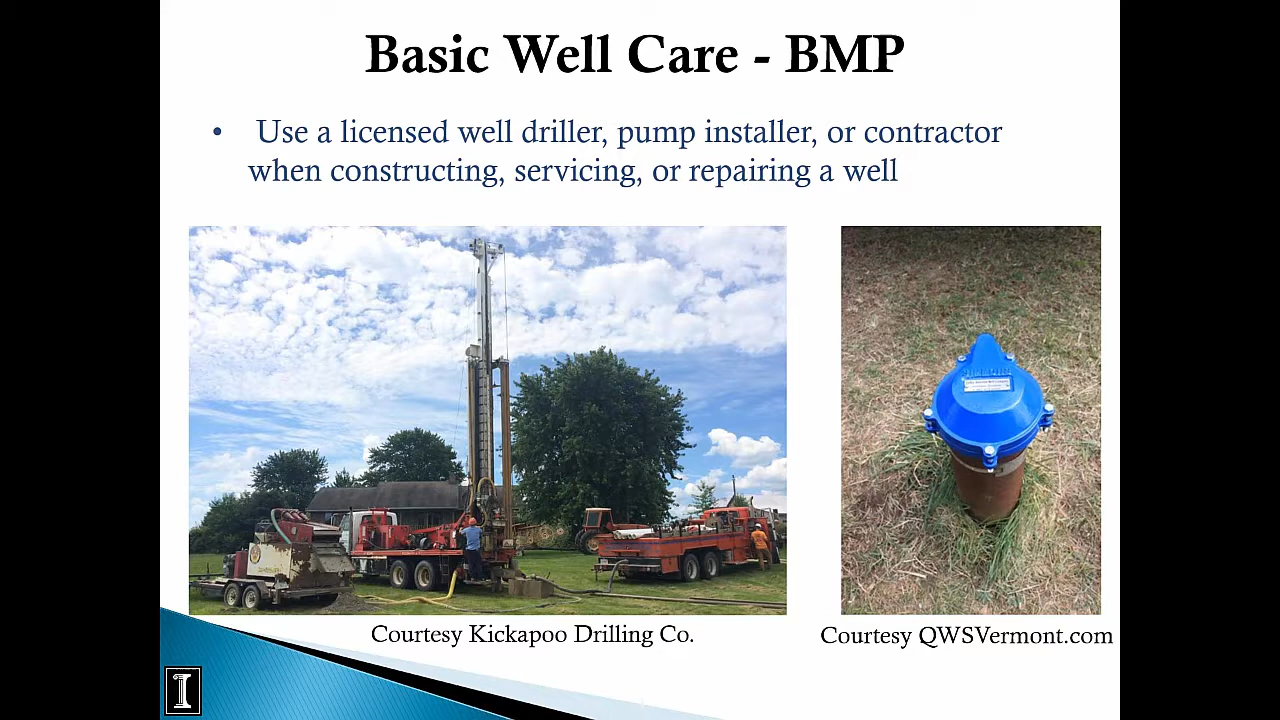 Basic Well Care - BMP
• Use a licensed well driller, pump installer, or contractor
when constructing, servicing, or repairing a well
Courtesy Kickapoo Drilling Co.
Courtesy QWSVermont.com
I